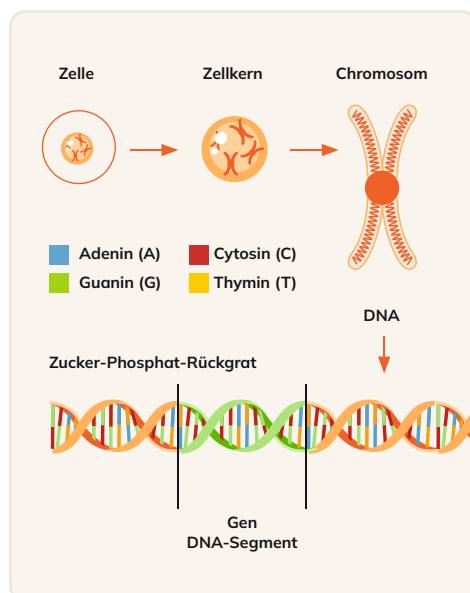 Zelle
Zellkern
Chromosom
Adenin (A)
Cytosin (C)
Guanin (G)
Thymin (T)
DNA
Zucker-Phosphat-Rückgrat
Gen
DNA-Segment